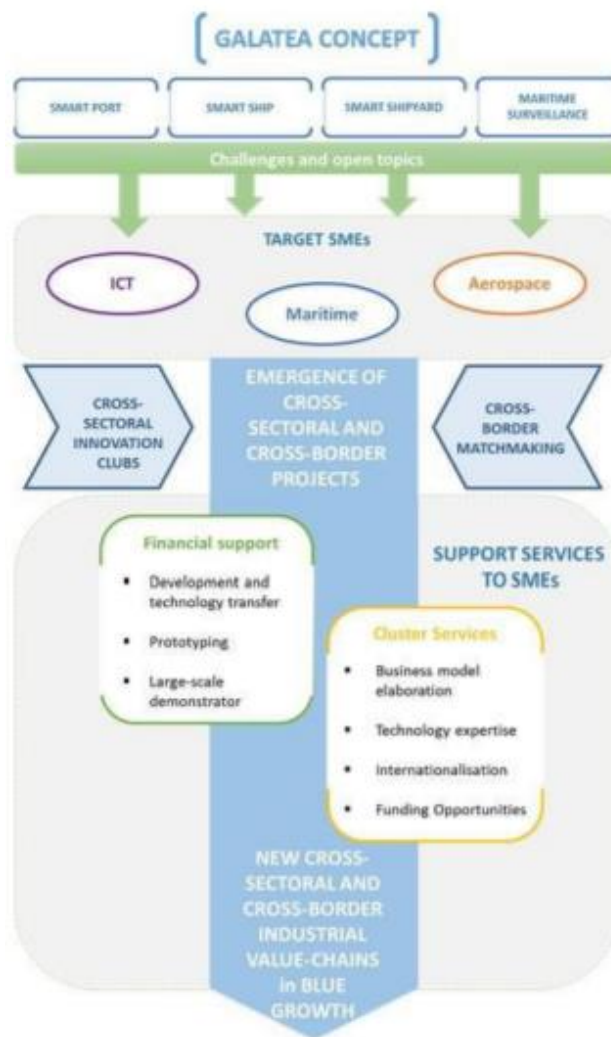 GALATEA CONCEPT
SMART PORT
SMART SHIP
SMART SHIPYARD
MARITIME
SURVEILLANCE
Challenges and open topics
TARGET SMEs
ICT
Maritime
Aerospace
CROSS-
SECTORAL
INNOVATION
CLUBS
EMERGENCE OF
CROSS-
SECTORAL AND
CROSS-BORDER
PROJECTS
CROSS-
BORDER
MATCHMAKING
Financial support
▪ Development and
technology transfer
▪ Prototyping
▪ Large-scale
demonstrator
SUPPORT SERVICES
TO SMEs
Cluster Services
▪ Business model
elaboration
▪ Technology expertise
▪ Internationalisation
▪ Funding Opportunities
NEW CROSS-
SECTORAL AND
CROSS-BORDER
INDUSTRIAL
VALUE-CHAINS
in BLUE
GROWTH